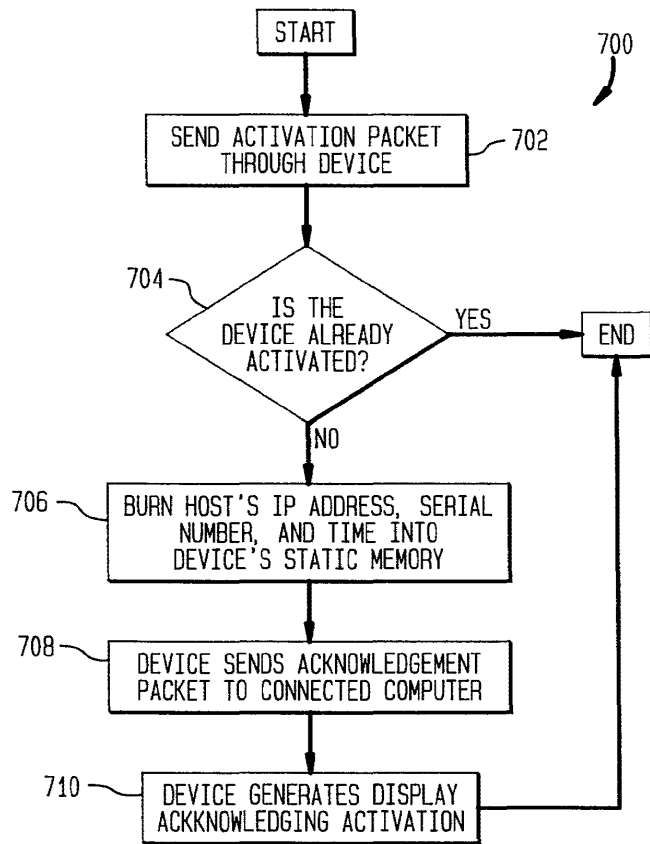 START
700
SEND ACTIVATION PACKET
THROUGH DEVICE
702
704
IS THE
DEVICE ALREADY
ACTIVATED?
YES
END
NO
706
BURN HOST'S IP ADDRESS, SERIAL
NUMBER, AND TIME INTO
DEVICE'S STATIC MEMORY
708
DEVICE SENDS ACKNOWLEDGEMENT
PACKET TO CONNECTED COMPUTER
710
DEVICE GENERATES DISPLAY
ACKKNOWLEDGING ACTIVATION